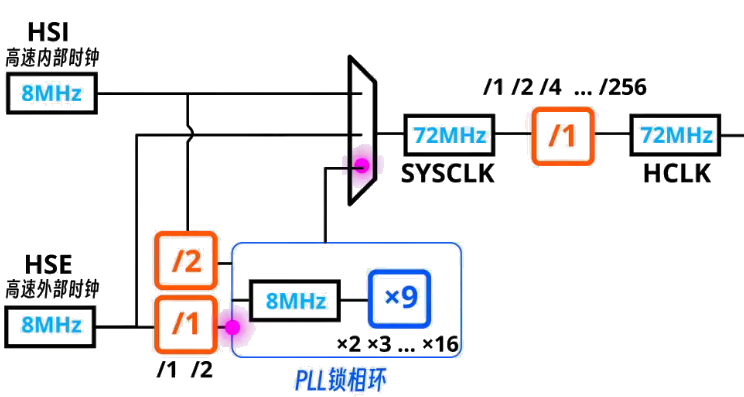 HSI
高速内部时钟
8MHz
/1 /2 /4 ... /256
72MHz
/1
72MHz
SYSCLK
HCLK
HSE
高速外部时钟
8MHz
/2
/1
/1 /2
8MHz
×9
×2 ×3 ... ×16
PLL锁相环